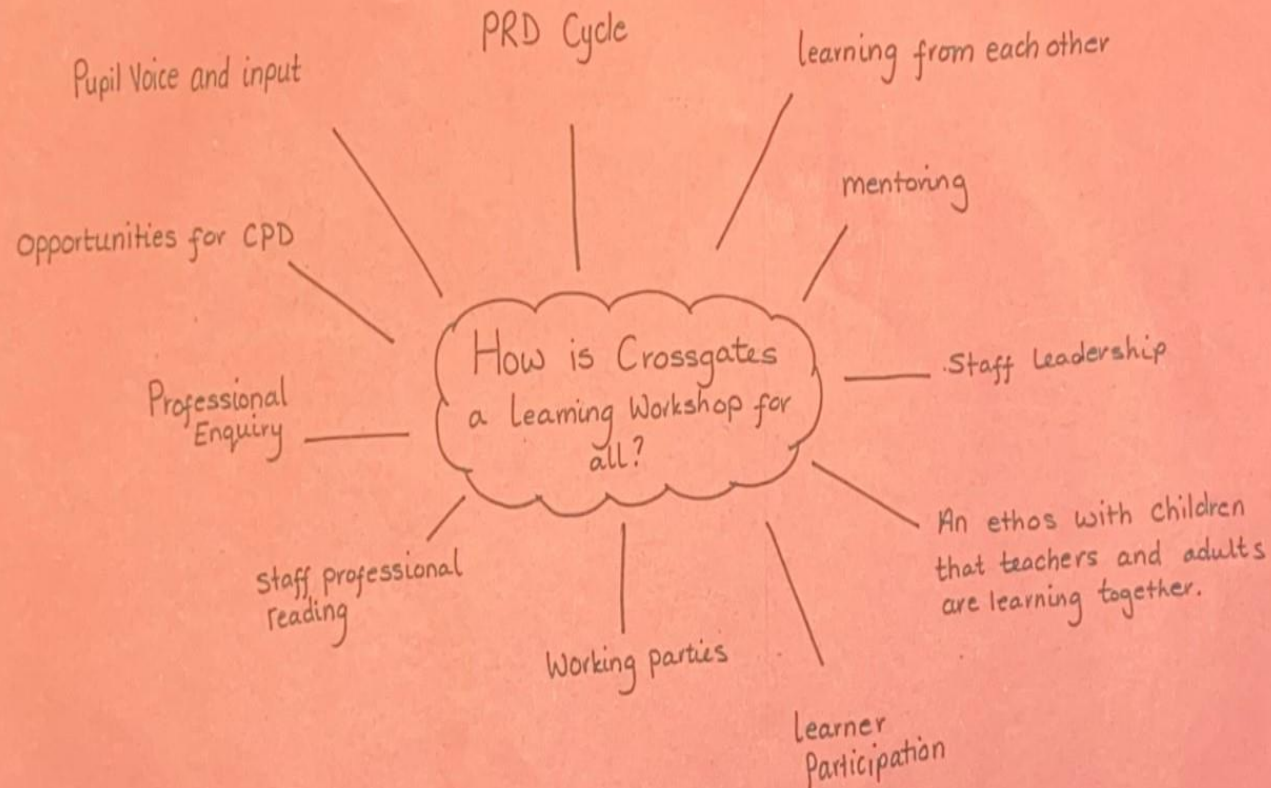 PRD Cycle
learning from each other
Pupil Voice and input
mentoring
Opportunities for CPD
How is Crossgates
a Learning Workshop for
all?
Staff Leadership
Professional
Enquiry
An ethos with children
that teachers and adults
are learning together.
Staff professional
reading
Working parties
Learner
Participation